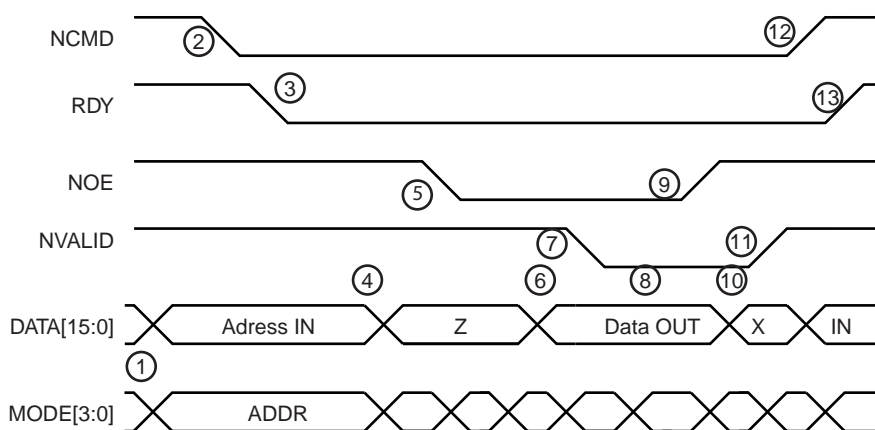 NCMD
2
12
RDY
3
13
NOE
5
9
NVALID
7
11
4
6
8
10
DATA[15:0]
Adress IN
Z
Data OUT
X
IN
1
MODE[3:0]
ADDR